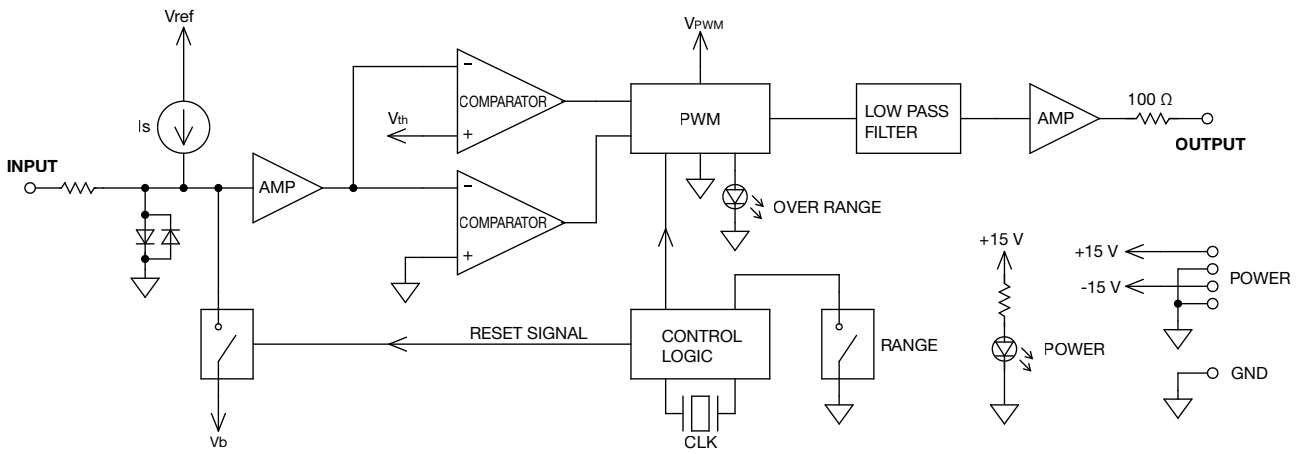 Vref
VPWM
Is
COMPARATOR
−
+
Vth
PWM
LOW PASS
FILTER
AMP
100 Ω
OUTPUT
INPUT
AMP
−
COMPARATOR
+
OVER RANGE
+15 V
+15 V
-15 V
POWER
RESET SIGNAL
CONTROL
LOGIC
RANGE
POWER
GND
Vb
CLK